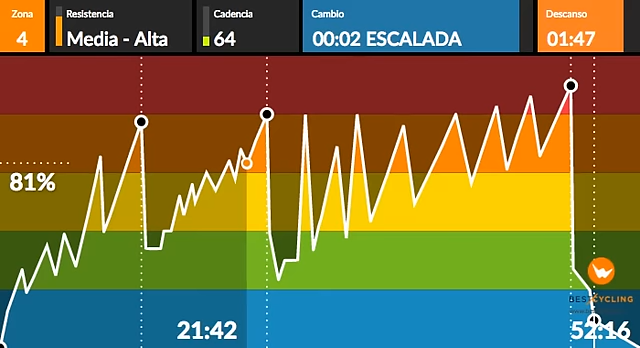 Zona
4
Resistencia
Media - Alta
Cadencia
64
Cambio
00:02 ESCALADA
Descanso
01:47
81%
BESTCYCLING
21:42
52:16